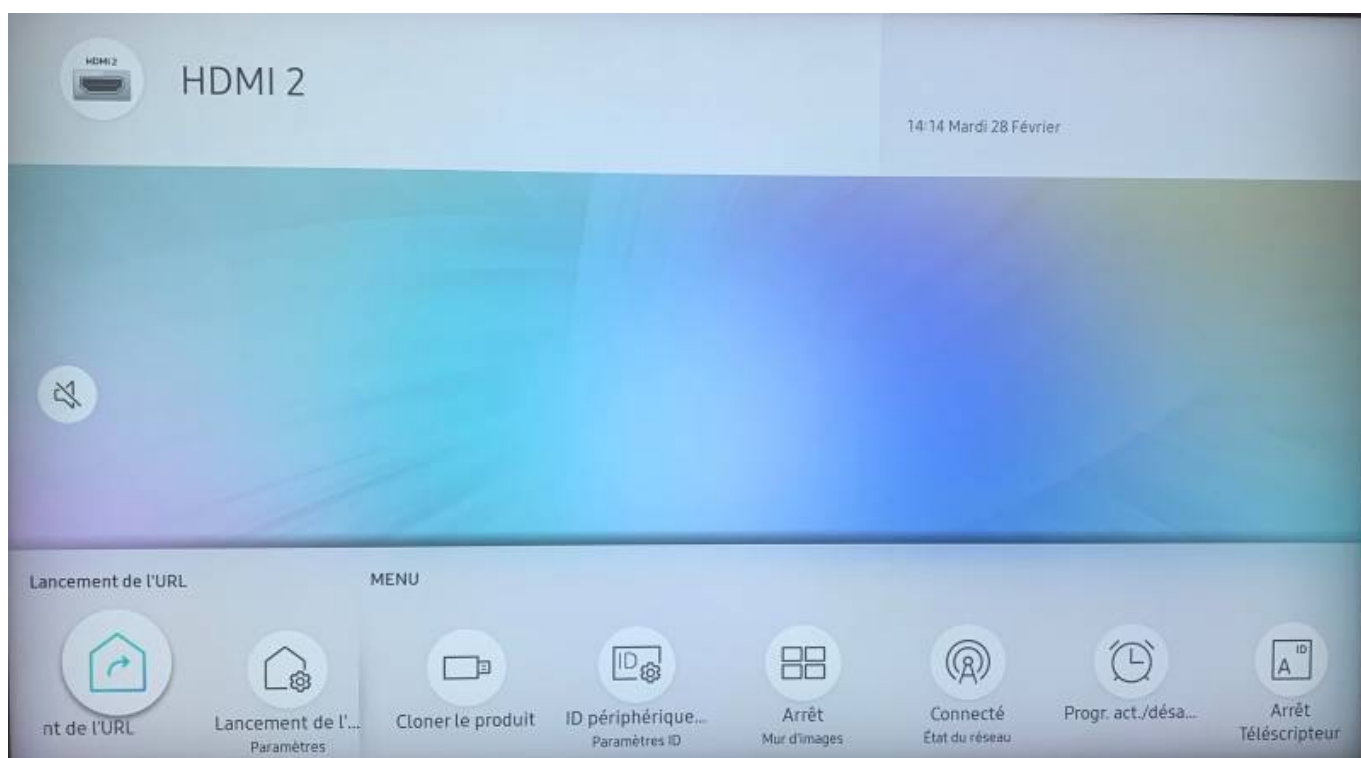 HDMI 2
HDMI 2
14:14 Mardi 28 Février
Lancement de l'URL
MENU
nt de l'URL
Lancement de l'...
Paramètres
Cloner le produit
ID
ID périphérique...
Paramètres ID
Arrêt
Mur d'images
Connecté
État du réseau
Progr. act./désa...
A ID
Arrêt
Téléscripteur